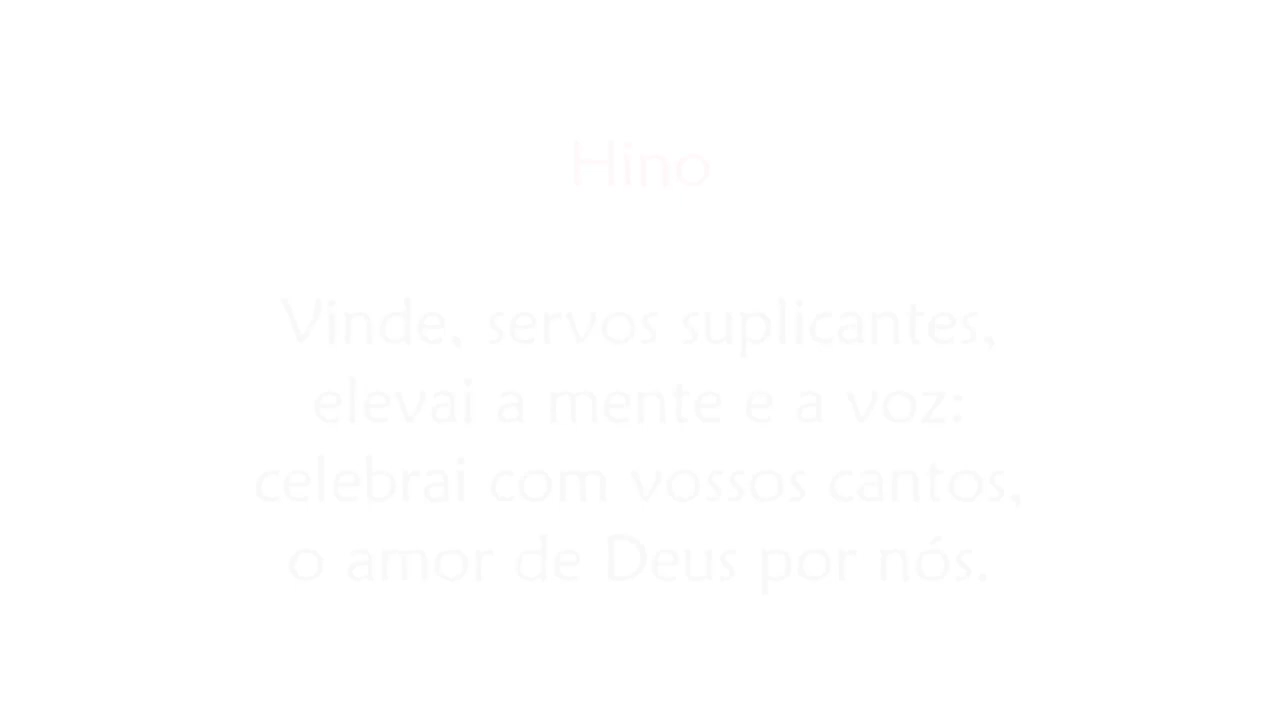 Hino
Vinde, servos suplicantes,
elevai a mente e a voz:
celebrai com vossos cantos,
o amor de Deus por nós.